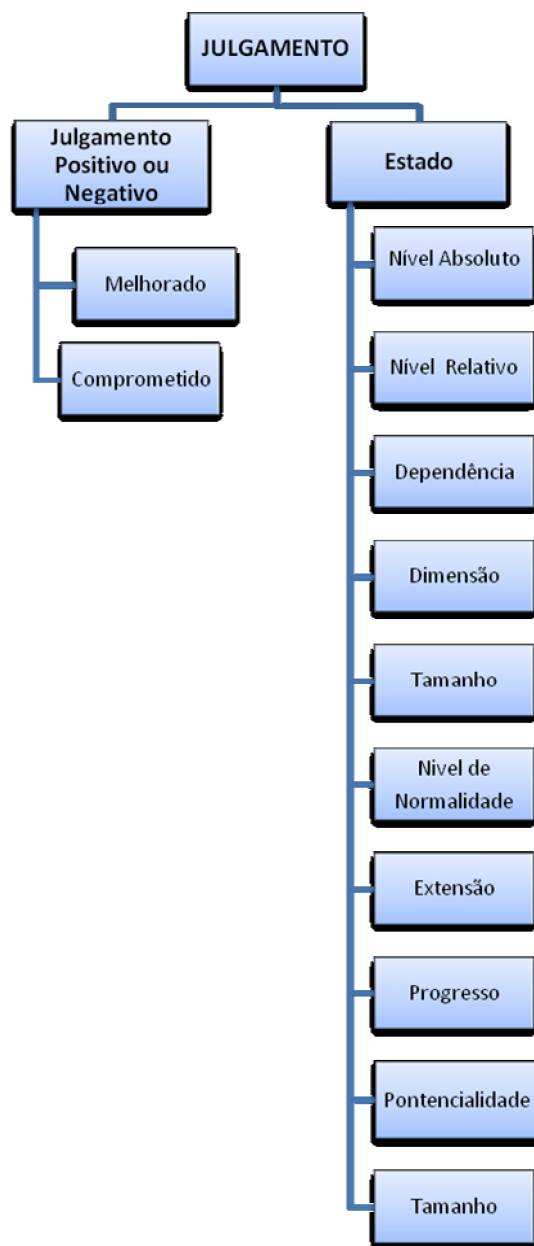 JULGAMENTO
Julgamento
Positivo ou
Negativo
Melhorado
Comprometido
Estado
Nível Absoluto
Nível Relativo
Dependência
Dimensão
Tamanho
Nivel de
Normalidade
Extensão
Progresso
Pontencialidade
Tamanho